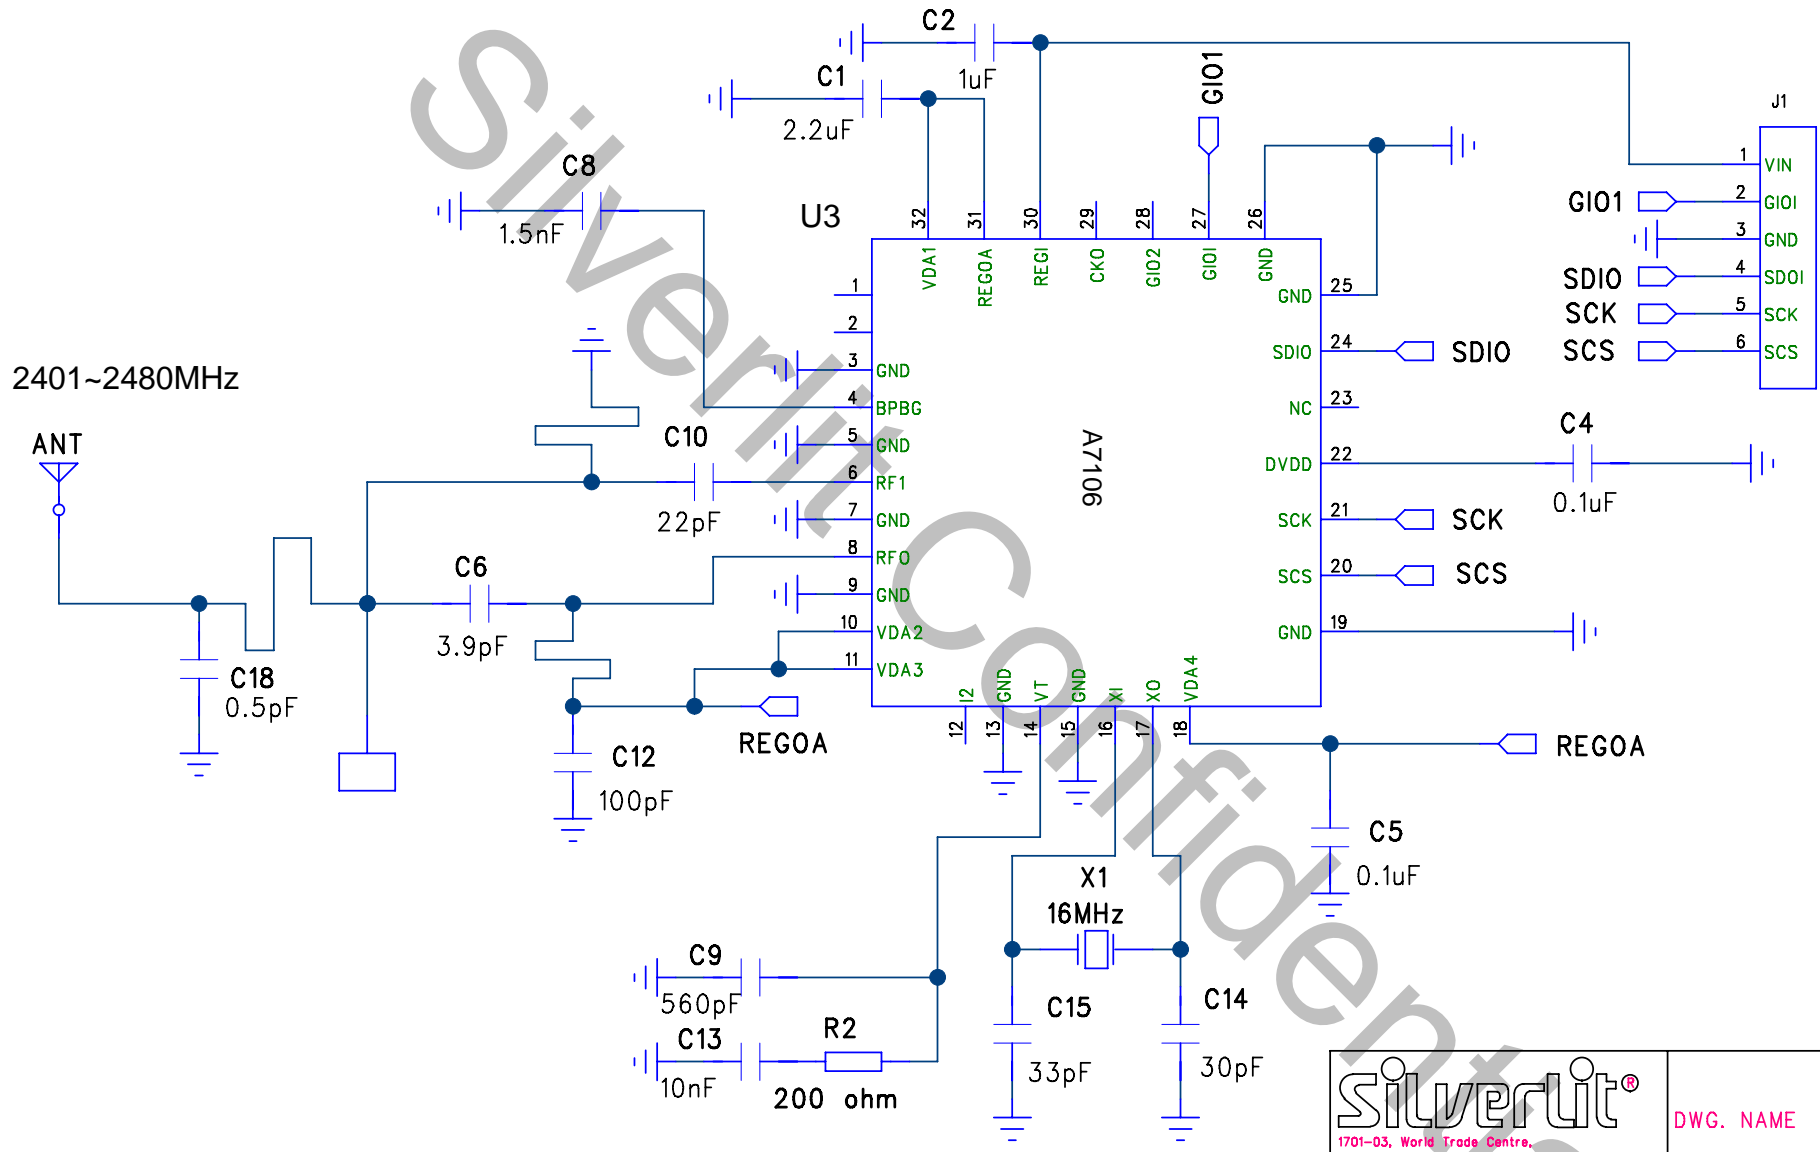 C2
1uF
C1
2.2uF
GIO1
J1
C8
1.5nF
U3
32
31
30
29
28
27
26
VDA1
REGOA
REGI
CKO
GIO2
GIOI
GND
1
2
3
GND
4
BPBG
5
GND
6
RF1
7
GND
8
RFO
9
GND
10
VDA2
11
VDA3
A7106
25
GND
24
SDIO
SDIO
23
NC
22
DVDD
21
SCK
SCK
20
SCS
SCS
19
GND
I2
GND
VT
GND
XI
XO
VDA4
12
13
14
15
16
17
18
1
VIN
GIO1
2
GIOI
3
GND
SDIO
4
SDOI
SCK
5
SCK
SCS
6
SCS
C4
0.1uF
2401~2480MHz
ANT
C10
22pF
C6
3.9pF
C18
0.5pF
REGOA
C12
100pF
REGOA
C5
0.1uF
X1
16MHz
C9
560pF
C13
10nF
R2
200 ohm
C15
33pF
C14
30pF
Silverlit Confidential
Silverlit®
1701-03, World Trade Centre,
DWG. NAME